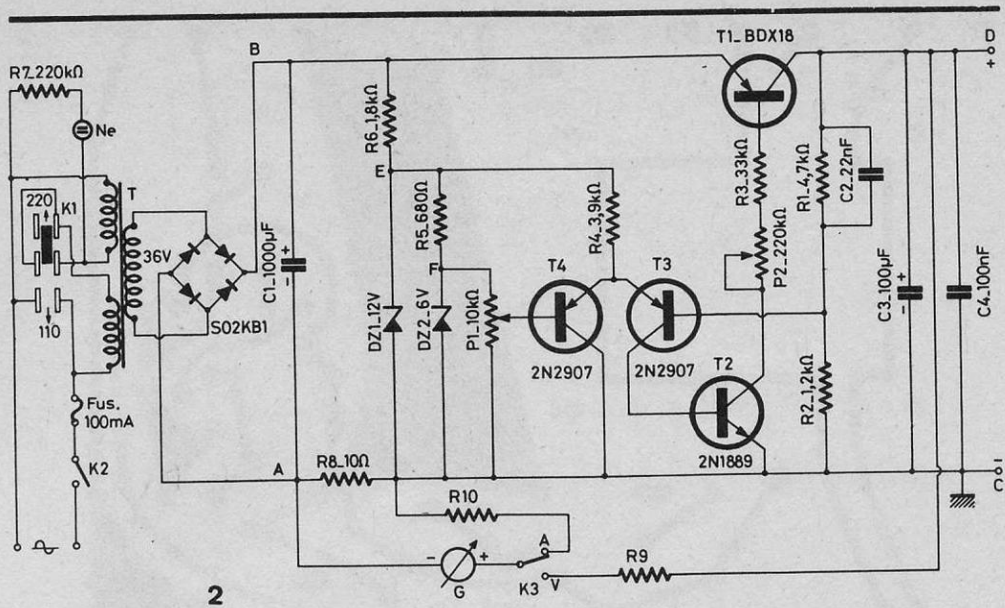 B
T1_BDX18
D
+
R7_220kΩ
Ne
R6_1,8kΩ
E
R3_33kΩ
R1_4,7kΩ
C2_22nF
T
220
K1
36V
C1_1000µF
+
-
R5_680Ω
R4_3,9kΩ
F
T4
T3
P2_220kΩ
C3_100µF
+
-
C4_100nF
110
S02KB1
DZ1_12V
DZ2_6V
P1_10kΩ
2N2907
2N2907
T2
R2_1,2kΩ
Fus.
100mA
2N1889
K2
A
R8_10Ω
-
C
R10
A
-
+
G
K3
V
R9
2